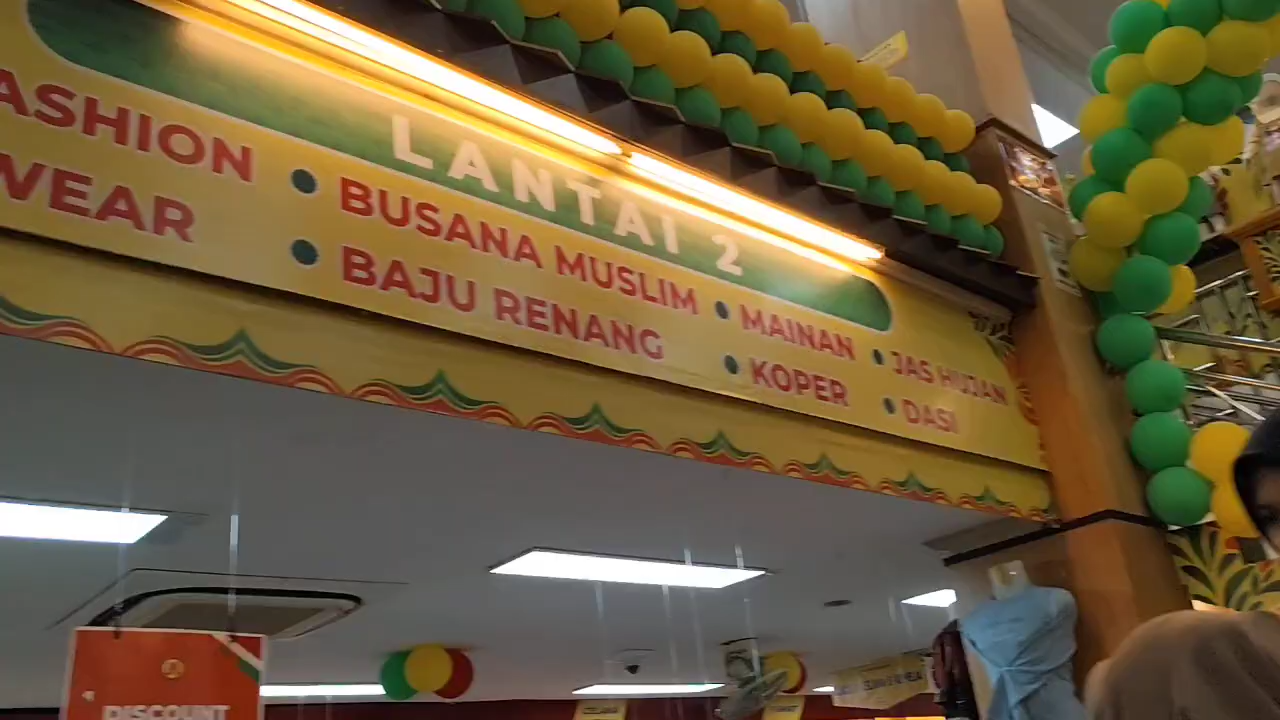 LANTAI 2
ASHION • BUSANA MUSLIM • MAINAN • JAS HUJAN
WEAR • BAJU RENANG • KOPER • DASI
DISCOUNT